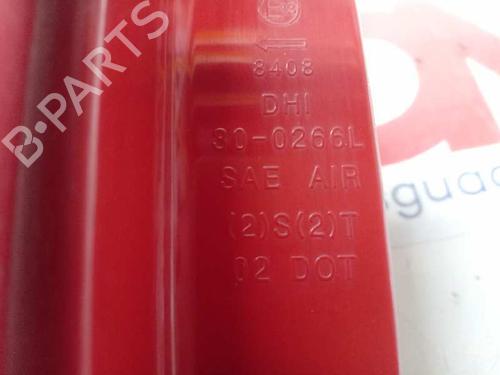 8408
DHI
30-0266L
SAE AIR
(2)S(2)T
02 DOT
B-PARTS